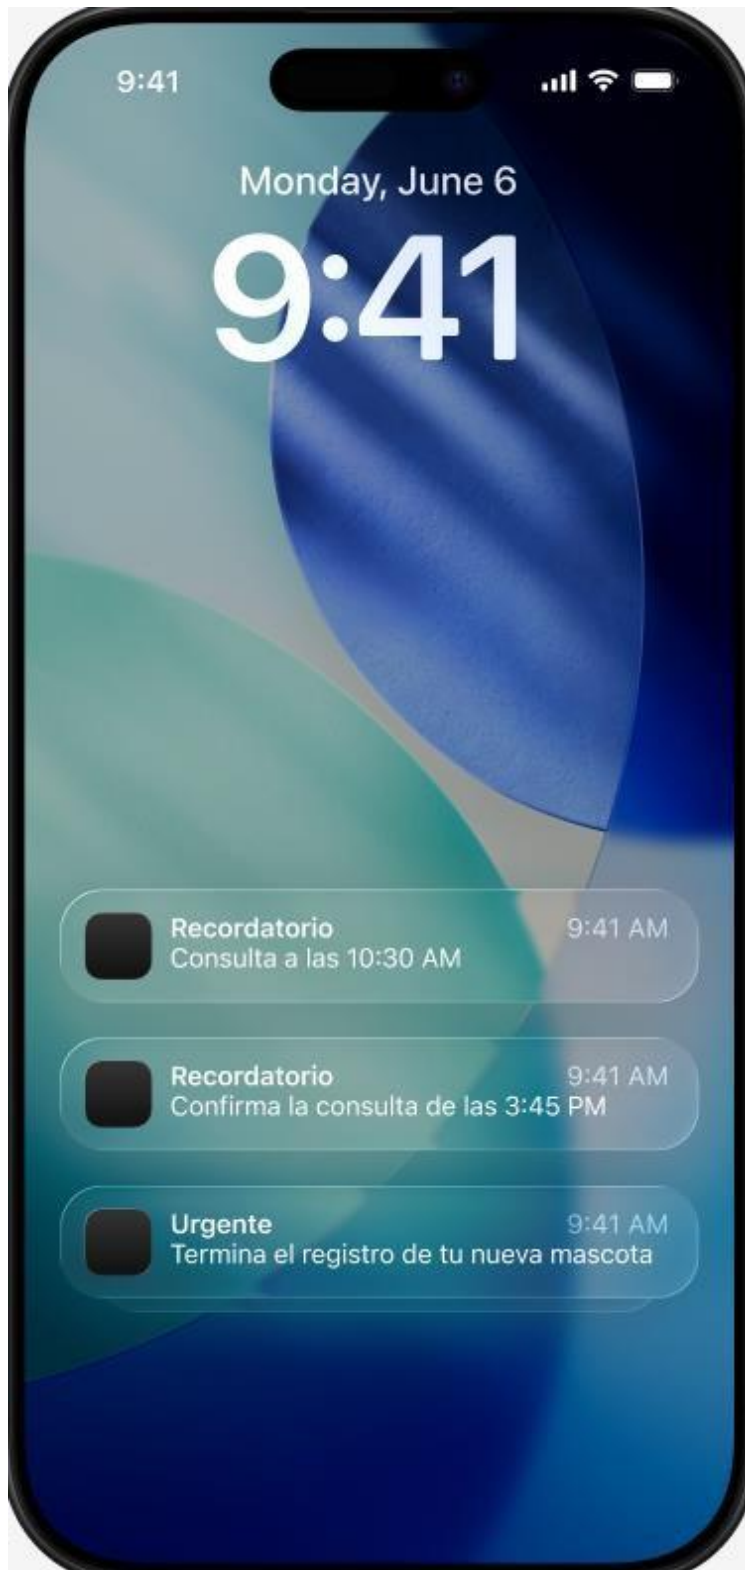 9:41
Monday, June 6
9:41
Recordatorio 9:41 AM
Consulta a las 10:30 AM
Recordatorio 9:41 AM
Confirma la consulta de las 3:45 PM
Urgente 9:41 AM
Termina el registro de tu nueva mascota